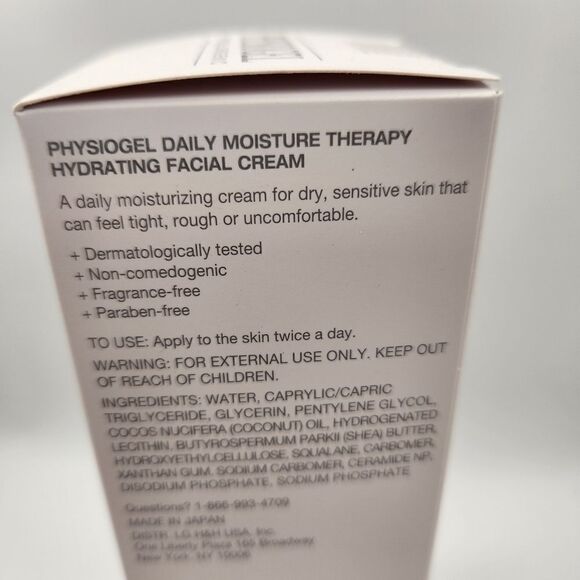 PHYSIOGEL DAILY MOISTURE THERAPY
HYDRATING FACIAL CREAM
A daily moisturizing cream for dry, sensitive skin that
can feel tight, rough or uncomfortable.
+ Dermatologically tested
+ Non-comedogenic
+ Fragrance-free
+ Paraben-free
TO USE: Apply to the skin twice a day.
WARNING: FOR EXTERNAL USE ONLY. KEEP OUT
OF REACH OF CHILDREN.
INGREDIENTS: WATER, CAPRYLIC/CAPRIC
TRIGLYCERIDE, GLYCERIN, PENTYLENE GLYCOL,
COCOS NUCIFERA (COCONUT) OIL, HYDROGENATED
LECITHIN, BUTYROSPERMUM PARKII (SHEA) BUTTER,
HYDROXYETHYLCELLULOSE, SQUALANE, CARBOMER,
XANTHAN GUM, SODIUM CARBOMER, CERAMIDE NP,
DISODIUM PHOSPHATE, SODIUM PHOSPHATE
Questions? 1-866-993-4709
MADE IN JAPAN
DISTR. LG H&H USA, Inc.
One Liberty Place 165 Broadway,
New York, NY 10006